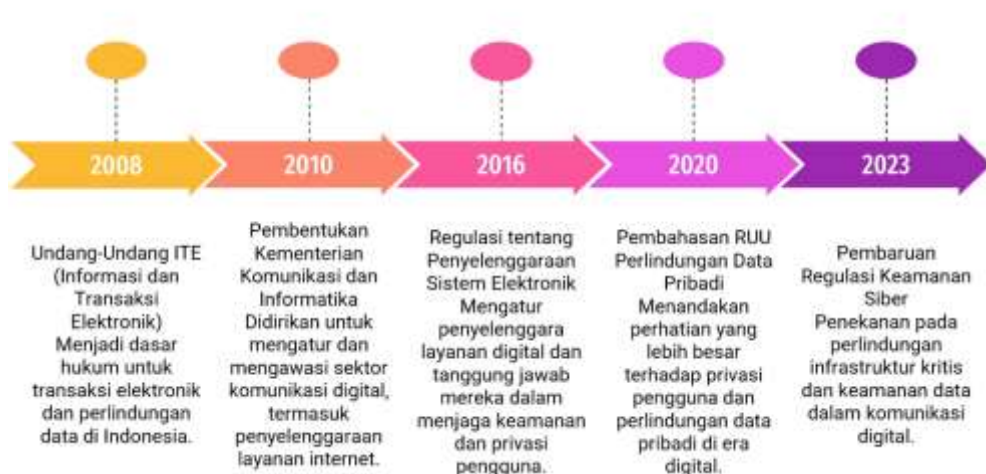 2008
2010
2016
2020
2023
Undang-Undang ITE
(Informasi dan
Transaksi
Elektronik)
Menjadi dasar
hukum untuk
transaksi elektronik
dan perlindungan
data di Indonesia.
Pembentukan
Kementerian
Komunikasi dan
Informatika
Didirikan untuk
mengatur dan
mengawasi sektor
komunikasi digital,
termasuk
penyelenggaraan
layanan internet.
Regulasi tentang
Penyelenggaraan
Sistem Elektronik
Mengatur
penyelenggara
layanan digital dan
tanggung jawab
mereka dalam
menjaga keamanan
dan privasi
pengguna.
Pembahasan RUU
Perlindungan Data
Pribadi
Menandakan
perhatian yang
lebih besar
terhadap privasi
pengguna dan
perlindungan data
pribadi di era
digital.
Pembaruan
Regulasi Keamanan
Siber
Penekanan pada
perlindungan
infrastruktur kritis
dan keamanan data
dalam komunikasi
digital.